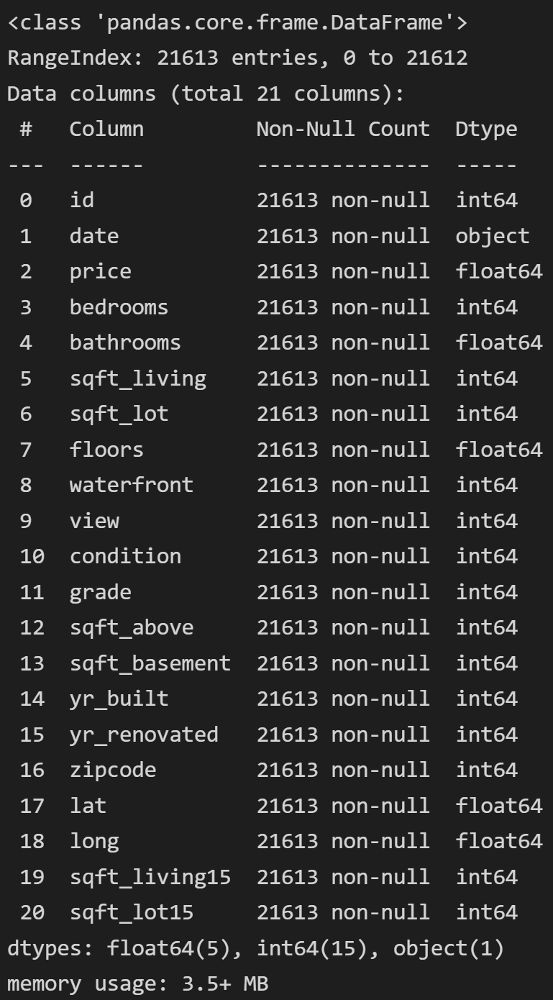 <class 'pandas.core.frame.DataFrame'>
RangeIndex: 21613 entries, 0 to 21612
Data columns (total 21 columns):
 #   Column         Non-Null Count  Dtype
---  ------         --------------  -----
 0   id             21613 non-null  int64
 1   date           21613 non-null  object
 2   price          21613 non-null  float64
 3   bedrooms       21613 non-null  int64
 4   bathrooms      21613 non-null  float64
 5   sqft_living    21613 non-null  int64
 6   sqft_lot       21613 non-null  int64
 7   floors         21613 non-null  float64
 8   waterfront     21613 non-null  int64
 9   view           21613 non-null  int64
 10  condition      21613 non-null  int64
 11  grade          21613 non-null  int64
 12  sqft_above     21613 non-null  int64
 13  sqft_basement  21613 non-null  int64
 14  yr_built       21613 non-null  int64
 15  yr_renovated   21613 non-null  int64
 16  zipcode        21613 non-null  int64
 17  lat            21613 non-null  float64
 18  long           21613 non-null  float64
 19  sqft_living15  21613 non-null  int64
 20  sqft_lot15     21613 non-null  int64
dtypes: float64(5), int64(15), object(1)
memory usage: 3.5+ MB